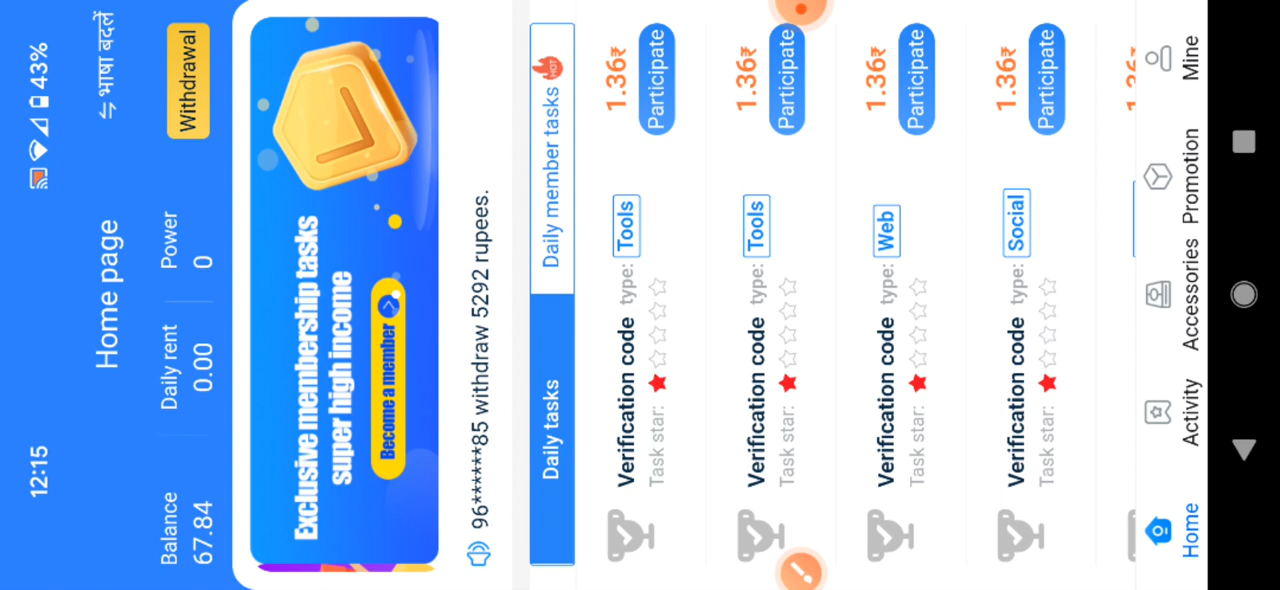 12:15
43%
Home page
⇋ भाषा बदलें
Balance
67.84
Daily rent
0.00
Power
0
Withdrawal
Exclusive membership tasks
super high income
Become a member
96******85 withdraw 5292 rupees.
Daily tasks
Daily member tasks
HOT
Verification code type: Tools
1.36₹
Task star:
Participate
Verification code type: Tools
1.36₹
Task star:
Participate
Verification code type: Web
1.36₹
Task star:
Participate
Verification code type: Social
1.36₹
Task star:
Participate
Home
Activity
Accessories
Promotion
Mine